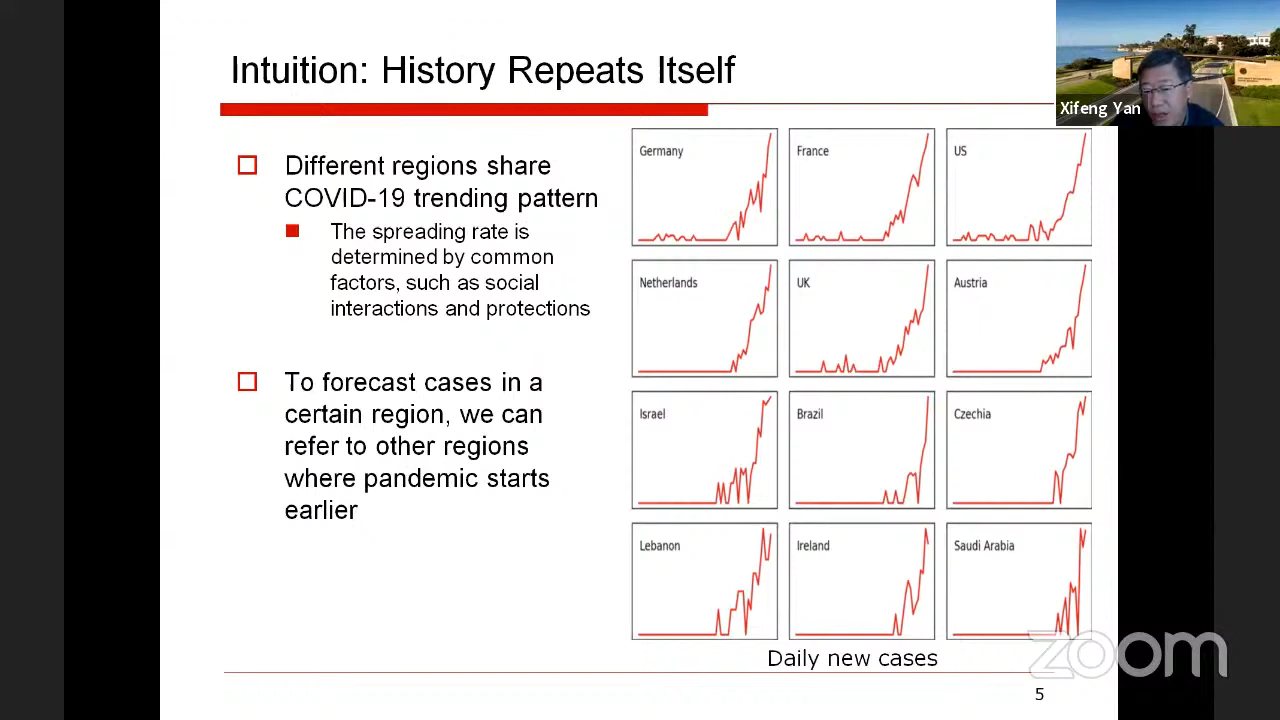 Intuition: History Repeats Itself
Xifeng Yan
Different regions share
COVID-19 trending pattern
The spreading rate is
determined by common
factors, such as social
interactions and protections
To forecast cases in a
certain region, we can
refer to other regions
where pandemic starts
earlier
Germany
France
US
Netherlands
UK
Austria
Israel
Brazil
Czechia
Lebanon
Ireland
Saudi Arabia
Daily new cases
zoom
5